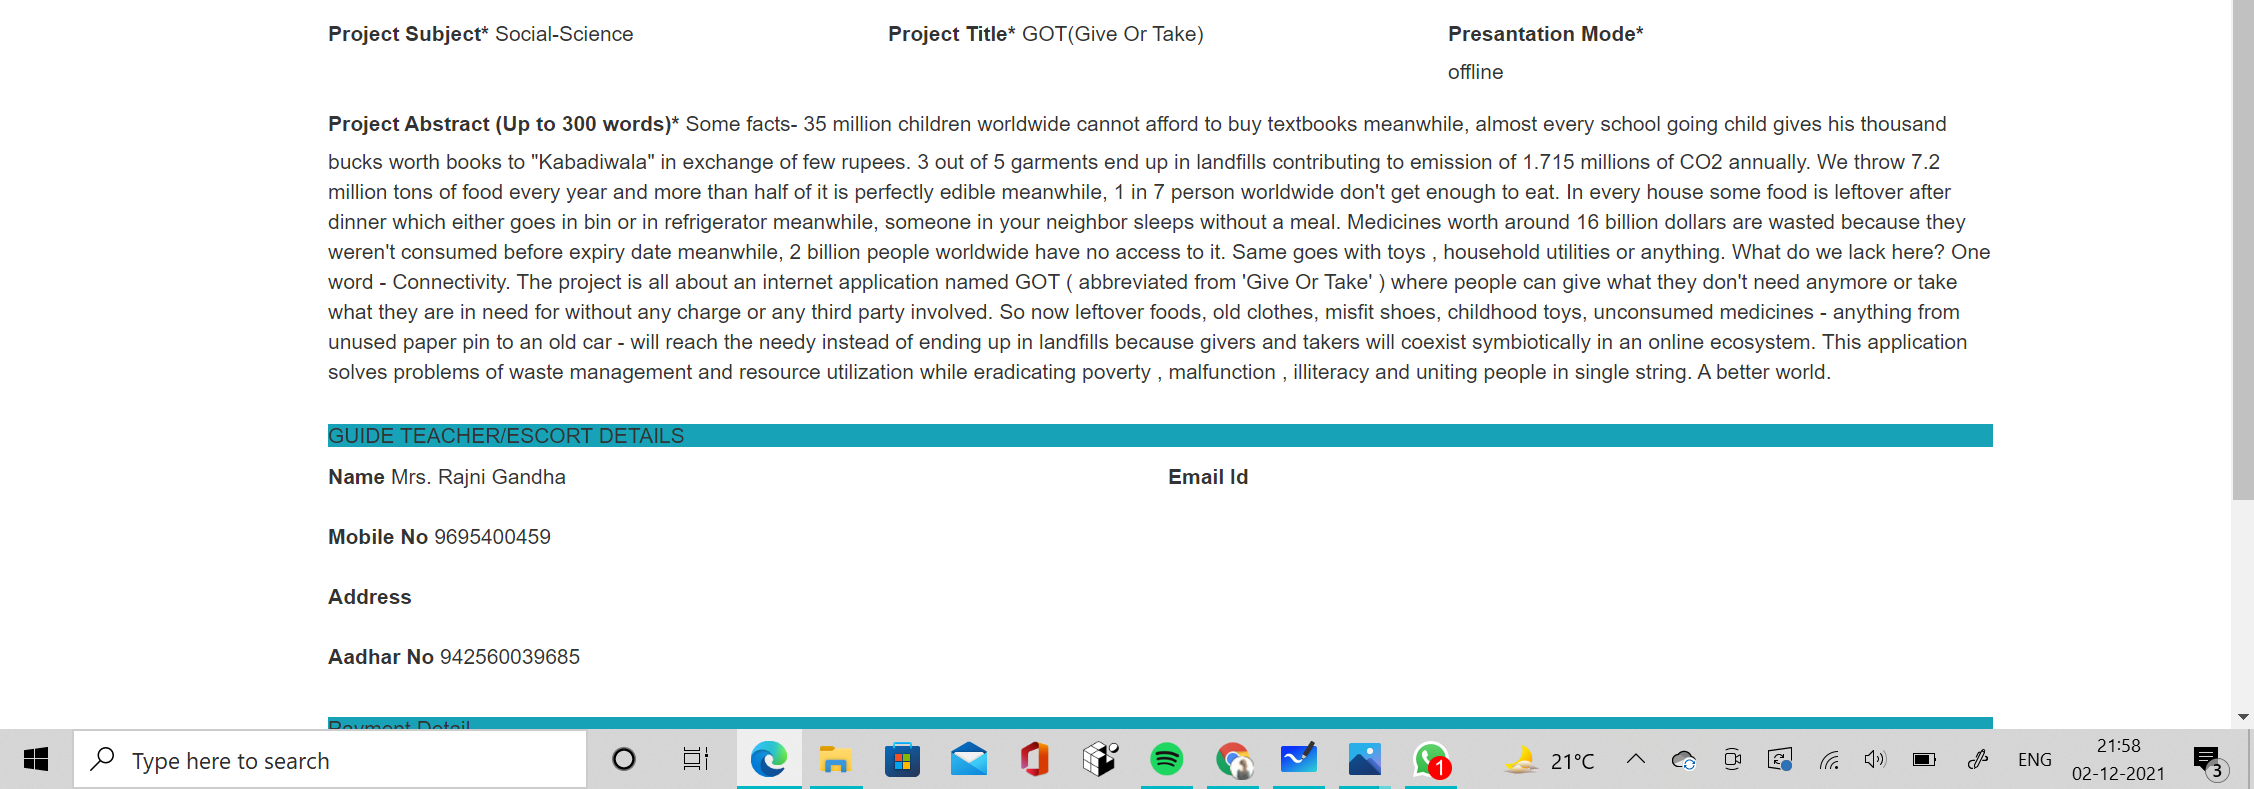 Project Subject* Social-Science
Project Title* GOT(Give Or Take)
Presantation Mode*
offline
Project Abstract (Up to 300 words)* Some facts- 35 million children worldwide cannot afford to buy textbooks meanwhile, almost every school going child gives his thousand
bucks worth books to "Kabadiwala" in exchange of few rupees. 3 out of 5 garments end up in landfills contributing to emission of 1.715 millions of CO2 annually. We throw 7.2
million tons of food every year and more than half of it is perfectly edible meanwhile, 1 in 7 person worldwide don't get enough to eat. In every house some food is leftover after
dinner which either goes in bin or in refrigerator meanwhile, someone in your neighbor sleeps without a meal. Medicines worth around 16 billion dollars are wasted because they
weren't consumed before expiry date meanwhile, 2 billion people worldwide have no access to it. Same goes with toys , household utilities or anything. What do we lack here? One
word - Connectivity. The project is all about an internet application named GOT ( abbreviated from 'Give Or Take' ) where people can give what they don't need anymore or take
what they are in need for without any charge or any third party involved. So now leftover foods, old clothes, misfit shoes, childhood toys, unconsumed medicines - anything from
unused paper pin to an old car - will reach the needy instead of ending up in landfills because givers and takers will coexist symbiotically in an online ecosystem. This application
solves problems of waste management and resource utilization while eradicating poverty , malfunction , illiteracy and uniting people in single string. A better world.
GUIDE TEACHER/ESCORT DETAILS
Name Mrs. Rajni Gandha
Email Id
Mobile No 9695400459
Address
Aadhar No 942560039685
Payment Detail
Type here to search
1
21°C
ENG
21:58
02-12-2021
3